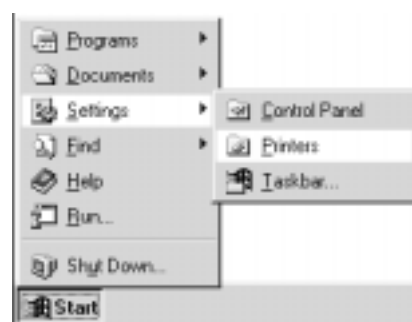 Programs
Documents
Settings
Control Panel
Find
Printers
Help
Taskbar...
Run...
Shut Down...
Start